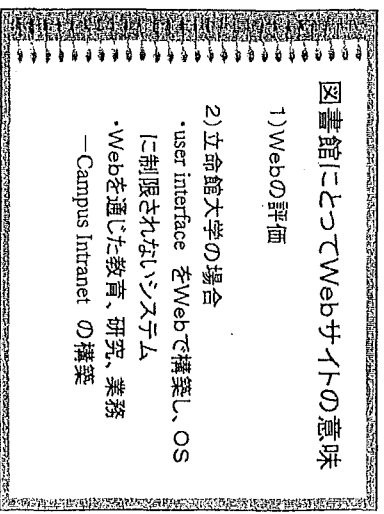 図書館にとってWebサイトの意味
1)Webの評価
2)立命館大学の場合
・user interface をWebで構築し、OS
に制限されないシステム
・Webを通じた教育、研究、業務
－Campus Intranet の構築